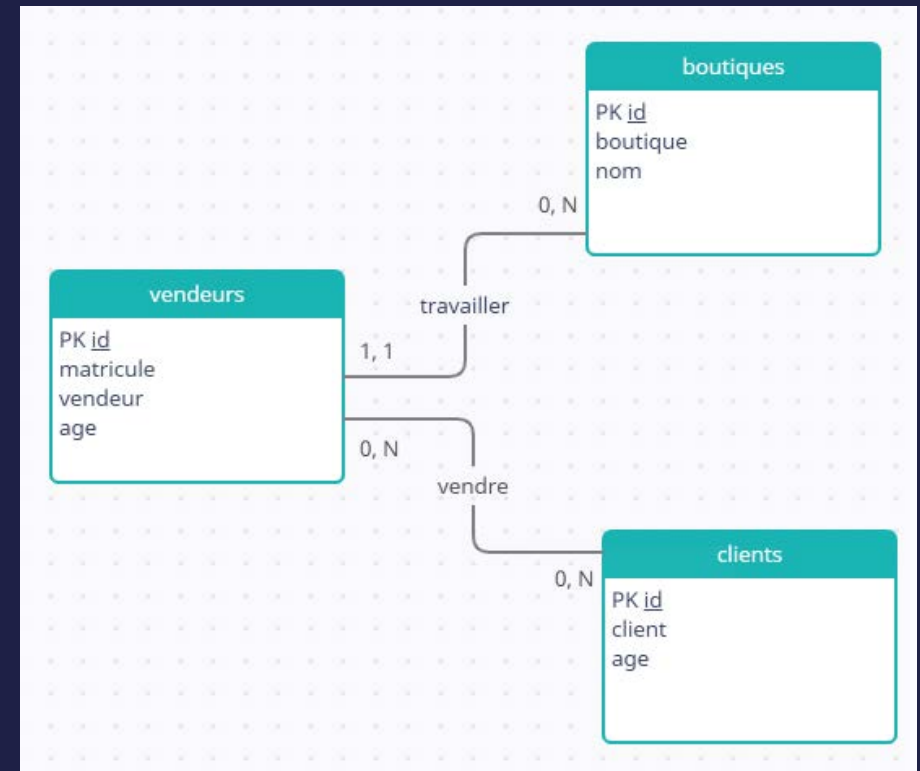 boutiques
PK id
boutique
nom
0, N
travailler
vendeurs
PK id
matricule
vendeur
age
1, 1
0, N
vendre
0, N
clients
PK id
client
age